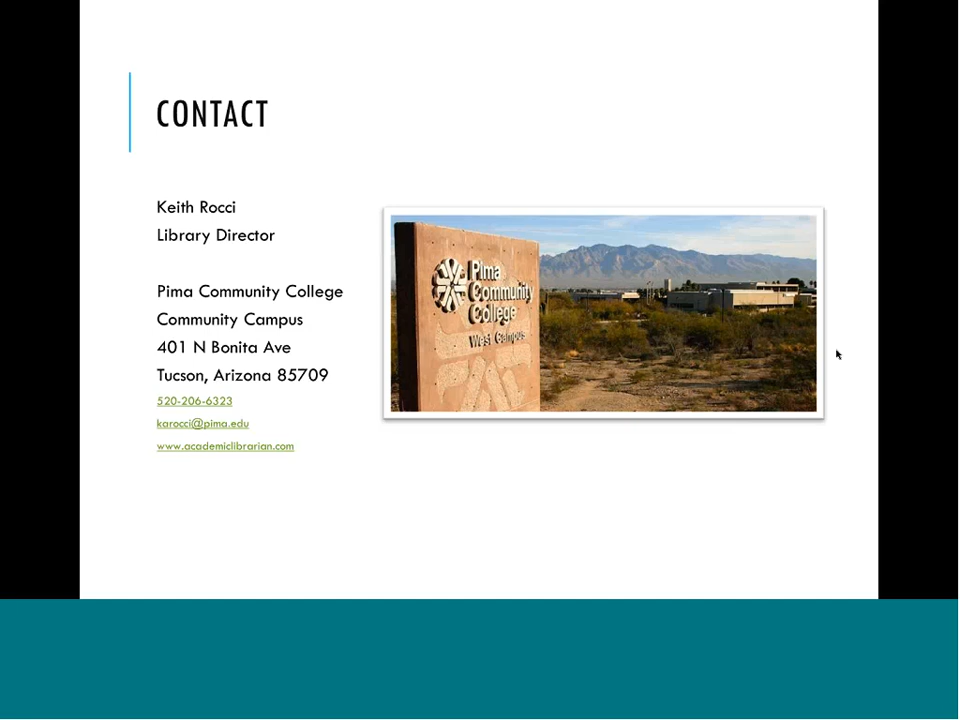 CONTACT
Keith Rocci
Library Director
Pima Community College
Community Campus
401 N Bonita Ave
Tucson, Arizona 85709
520-206-6323
karocci@pima.edu
www.academiclibrarian.com
Pima
Community
College
West Campus